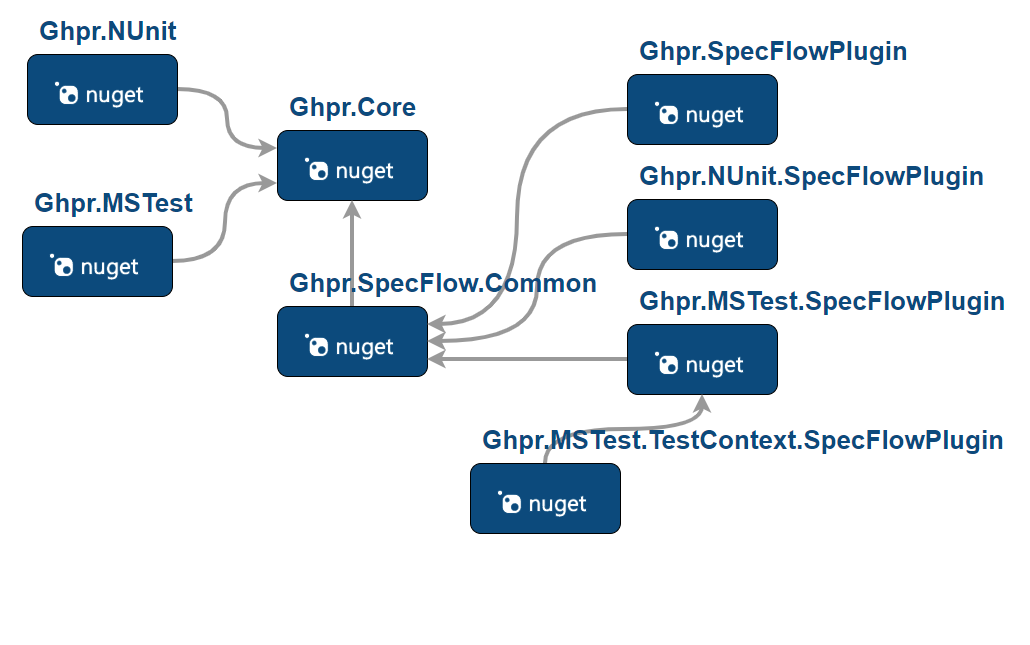 Ghpr.NUnit
nuget
Ghpr.MSTest
nuget
Ghpr.Core
nuget
Ghpr.SpecFlow.Common
nuget
Ghpr.SpecFlowPlugin
nuget
Ghpr.NUnit.SpecFlowPlugin
nuget
Ghpr.MSTest.SpecFlowPlugin
nuget
Ghpr.MSTest.TestContext.SpecFlowPlugin
nuget